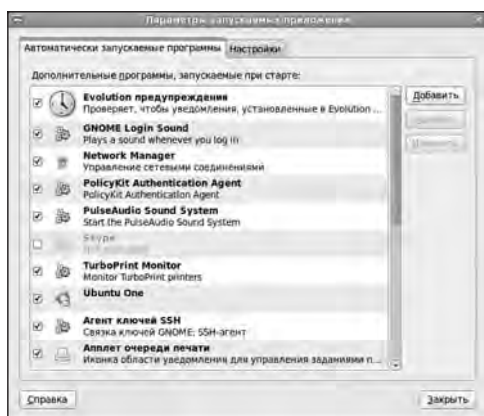 Параметры запускаемых приложений
Автоматически запускаемые программы
Настройки
Дополнительные программы, запускаемые при старте:
Evolution предупреждения
Проверяет, чтобы уведомления, установленные в Evolution ...
GNOME Login Sound
Plays a sound whenever you log in
Network Manager
Управление сетевыми соединениями
PolicyKit Authentication Agent
PolicyKit Authentication Agent
PulseAudio Sound System
Start the PulseAudio Sound System
Skype
TurboPrint Monitor
Monitor TurboPrint printers
Ubuntu One
Агент ключей SSH
Связка ключей GNOME: SSH-агент
Апплет очереди печати
Иконка области уведомления для управления заданиями п...
Добавить
Справка
Закрыть